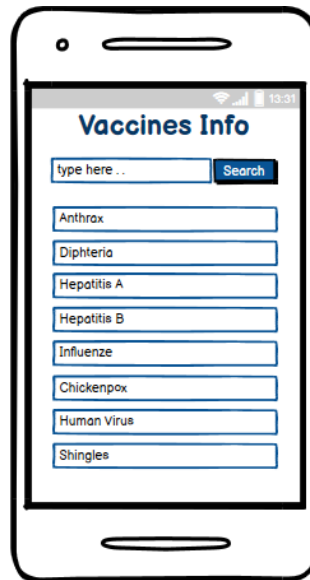 13:31
Vaccines Info
type here . .
Search
Anthrax
Diphteria
Hepatitis A
Hepatitis B
Influenze
Chickenpox
Human Virus
Shingles